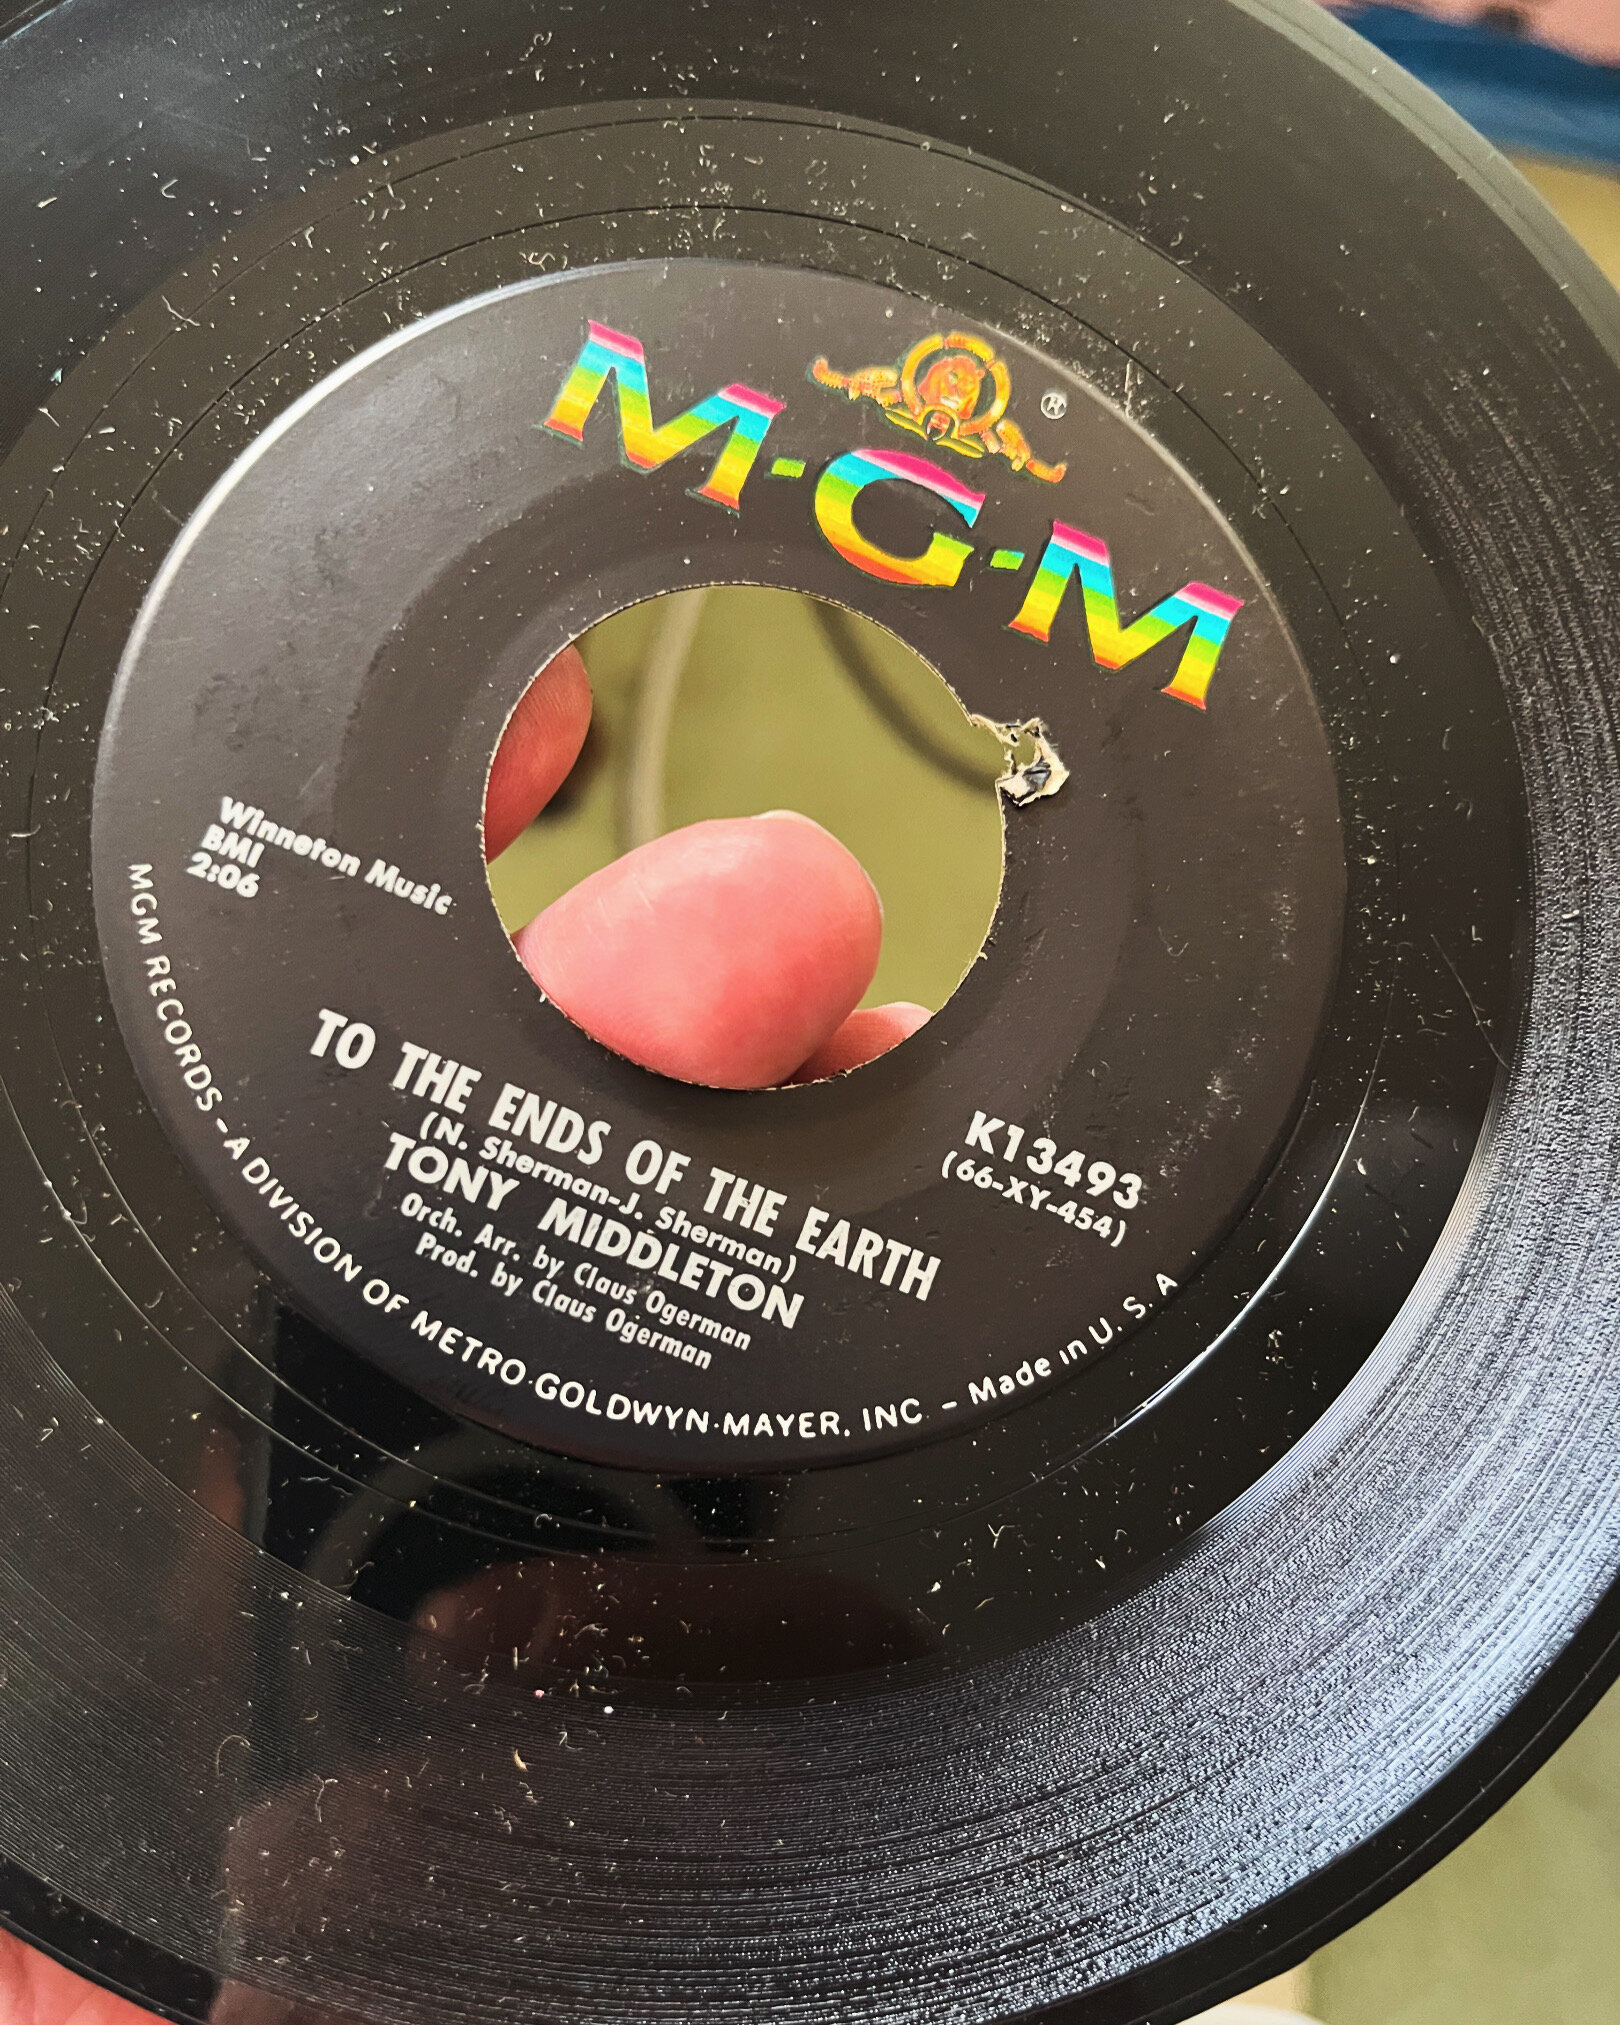 M-G-M
®
Winneton Music
BMI
2:06
TO THE ENDS OF THE EARTH
(N. Sherman-J. Sherman)
TONY MIDDLETON
Orch. Arr. by Claus Ogerman
Prod. by Claus Ogerman
K13493
(66-XY-454)
MGM RECORDS - A DIVISION OF METRO·GOLDWYN·MAYER, INC - Made in U. S. A